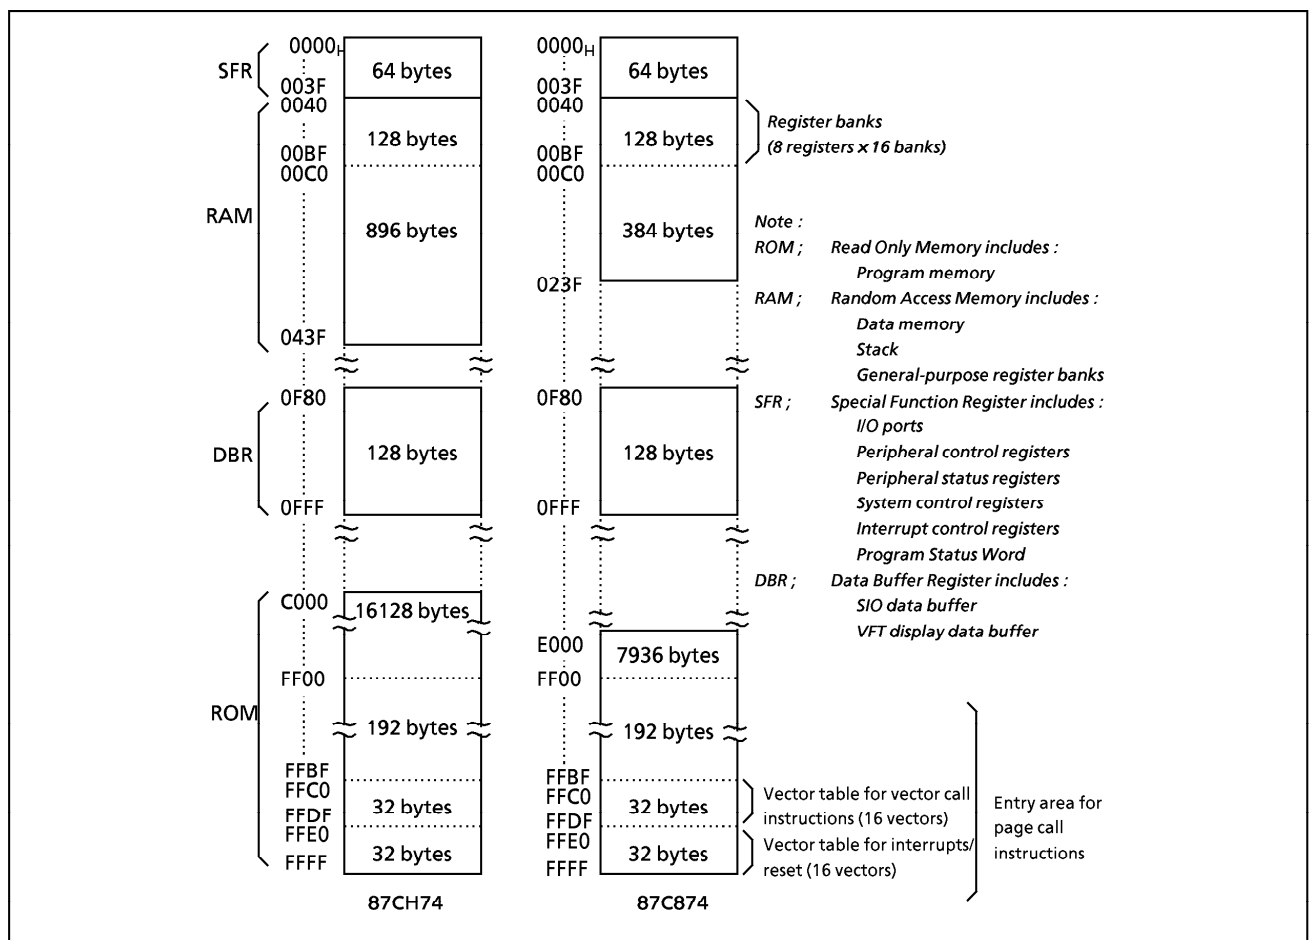 SFR
0000H
003F
64 bytes
0000H
003F
64 bytes
RAM
0040
00BF
128 bytes
00C0
043F
896 bytes
0040
00BF
128 bytes
00C0
023F
384 bytes
Register banks
(8 registers × 16 banks)
DBR
0F80
0FFF
128 bytes
0F80
0FFF
128 bytes
Note :
ROM ; Read Only Memory includes :
Program memory
RAM ; Random Access Memory includes :
Data memory
Stack
General-purpose register banks
SFR ; Special Function Register includes :
I/O ports
Peripheral control registers
Peripheral status registers
System control registers
Interrupt control registers
Program Status Word
DBR ; Data Buffer Register includes :
SIO data buffer
VFT display data buffer
ROM
C000
16128 bytes
FF00
192 bytes
FFBF
FFC0
32 bytes
FFDF
FFE0
32 bytes
FFFF
87CH74
E000
7936 bytes
FF00
192 bytes
FFBF
FFC0
32 bytes
FFDF
FFE0
32 bytes
FFFF
87C874
Vector table for vector call
instructions (16 vectors)
Vector table for interrupts/
reset (16 vectors)
Entry area for
page call
instructions